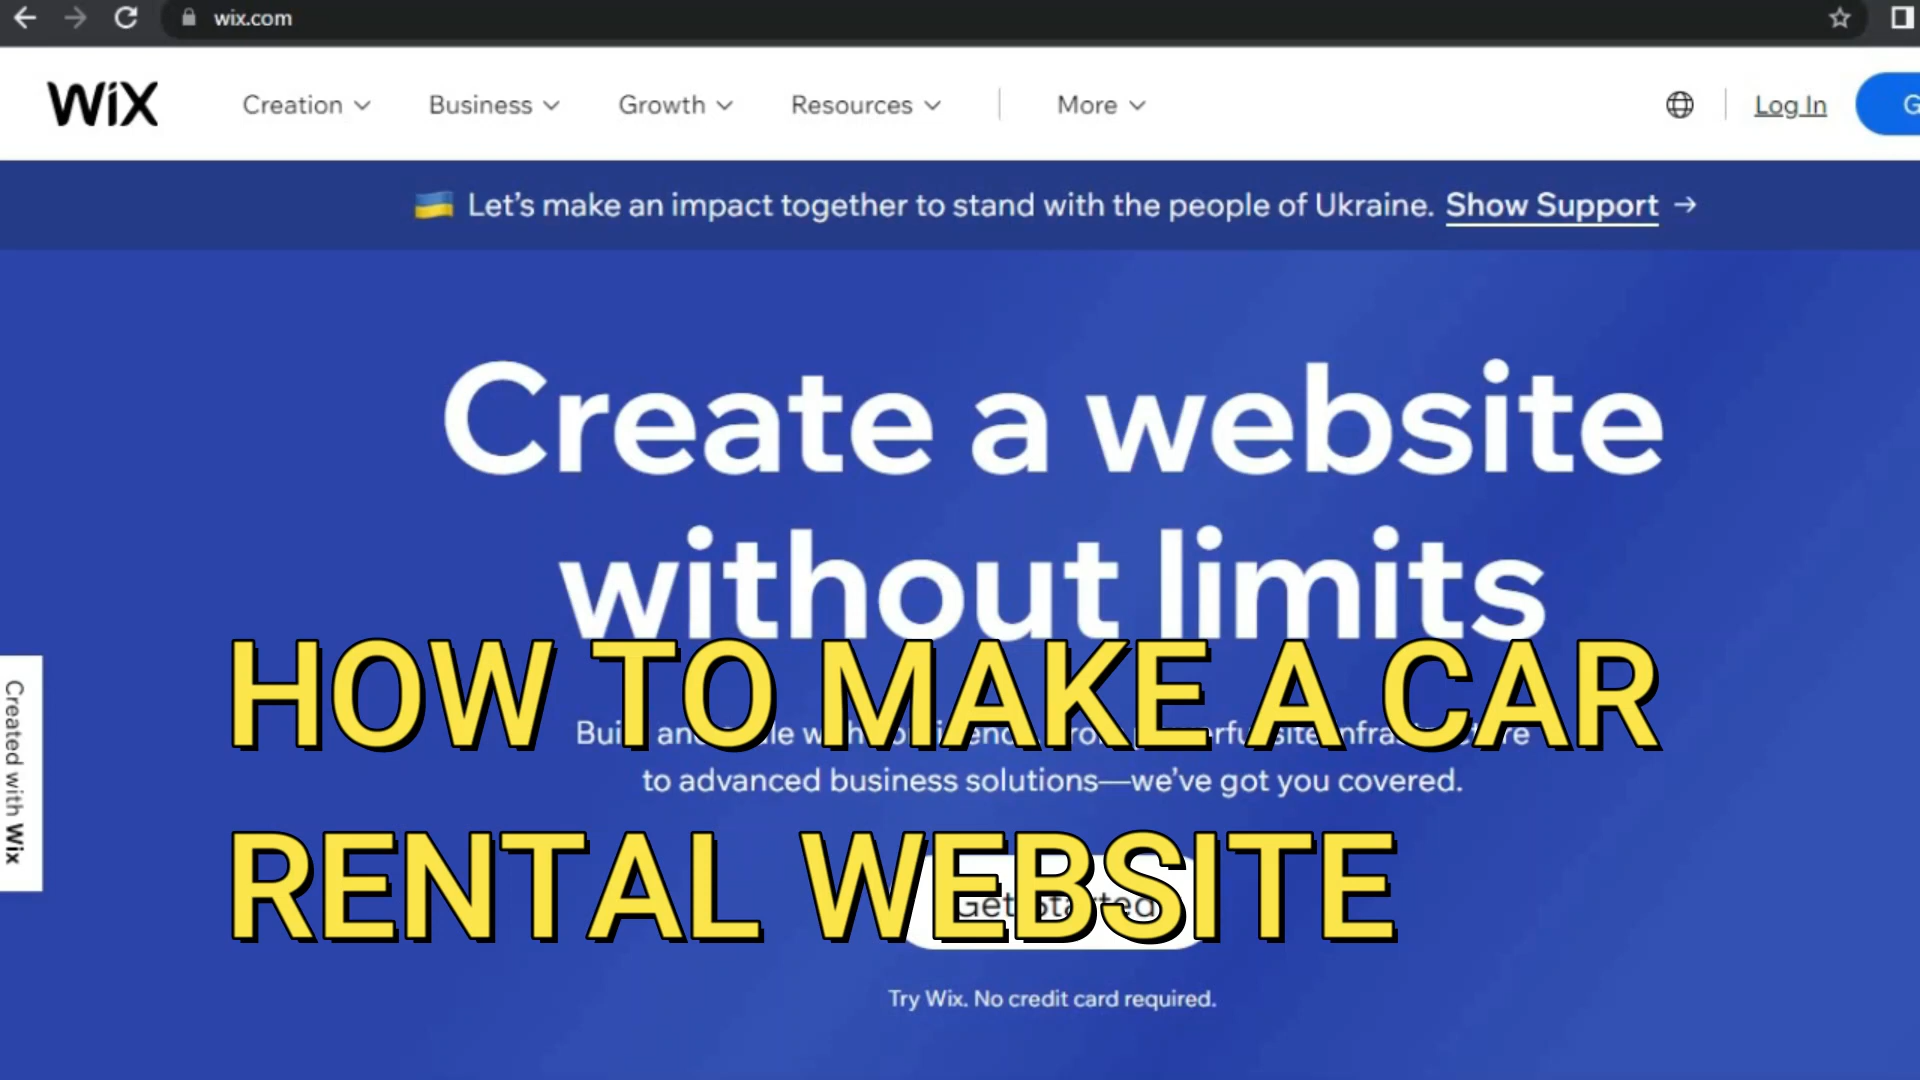 wix.com
WiX
Creation
Business
Growth
Resources
More
Log In
G
Let's make an impact together to stand with the people of Ukraine. Show Support →
Create a website
without limits
HOW TO MAKE A CAR
to advanced business solutions—we've got you covered.
RENTAL WEBSITE
Get Started
Try Wix. No credit card required.
Created with Wix